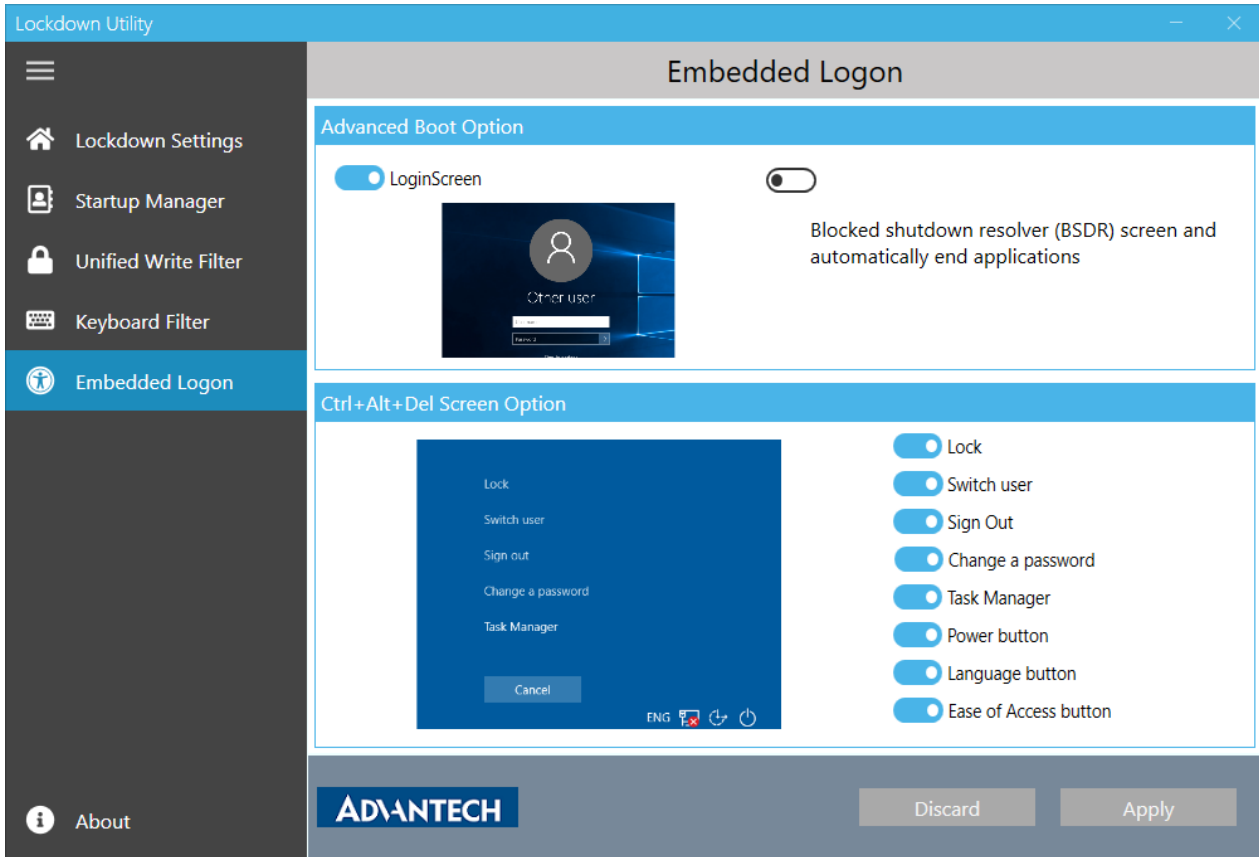 Lockdown Utility
Embedded Logon
Lockdown Settings
Startup Manager
Unified Write Filter
Keyboard Filter
Embedded Logon
About
Advanced Boot Option
LoginScreen
Other user
Blocked shutdown resolver (BSDR) screen and
automatically end applications
Ctrl+Alt+Del Screen Option
Lock
Switch user
Sign out
Change a password
Task Manager
Cancel
ENG
Lock
Switch user
Sign Out
Change a password
Task Manager
Power button
Language button
Ease of Access button
ADVANTECH
Discard
Apply